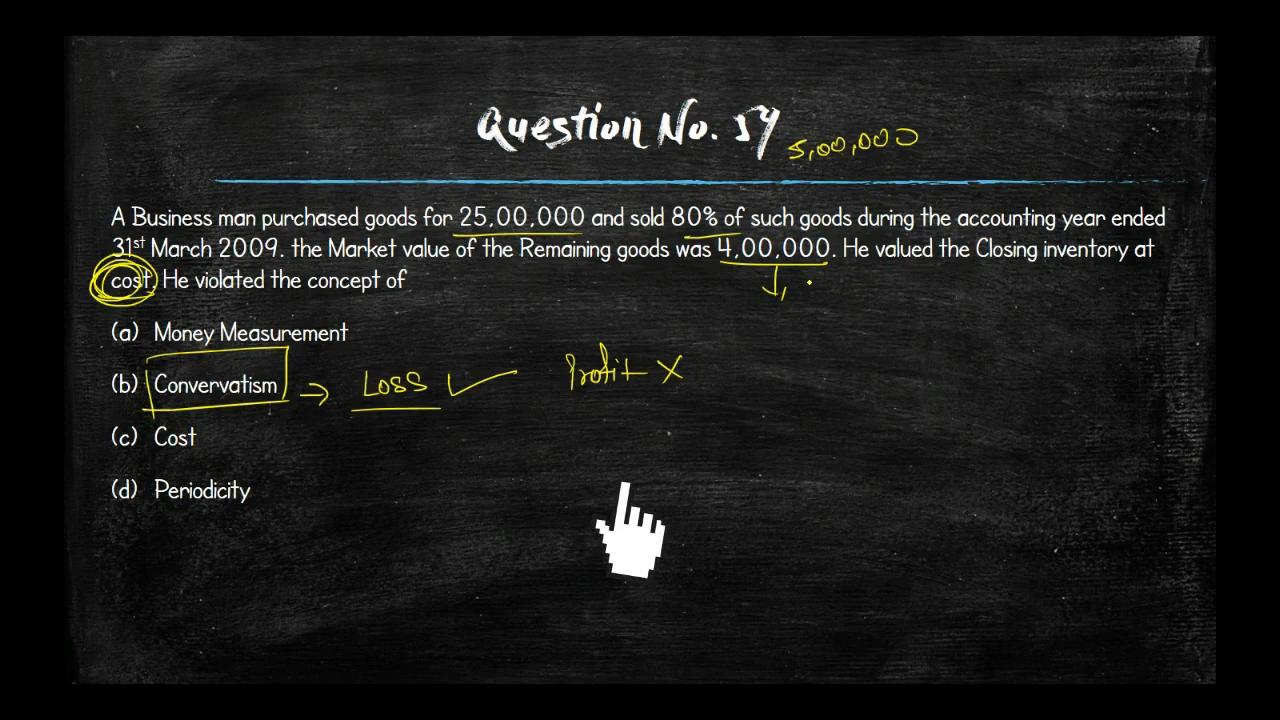 Question No. 54
5,00,000
A Business man purchased goods for 25,00,000 and sold 80% of such goods during the accounting year ended
31st March 2009. the Market value of the Remaining goods was 4,00,000. He valued the Closing inventory at
cost. He violated the concept of
(a) Money Measurement
(b) Convervatism → Loss ✓ Profit X
(c) Cost
(d) Periodicity